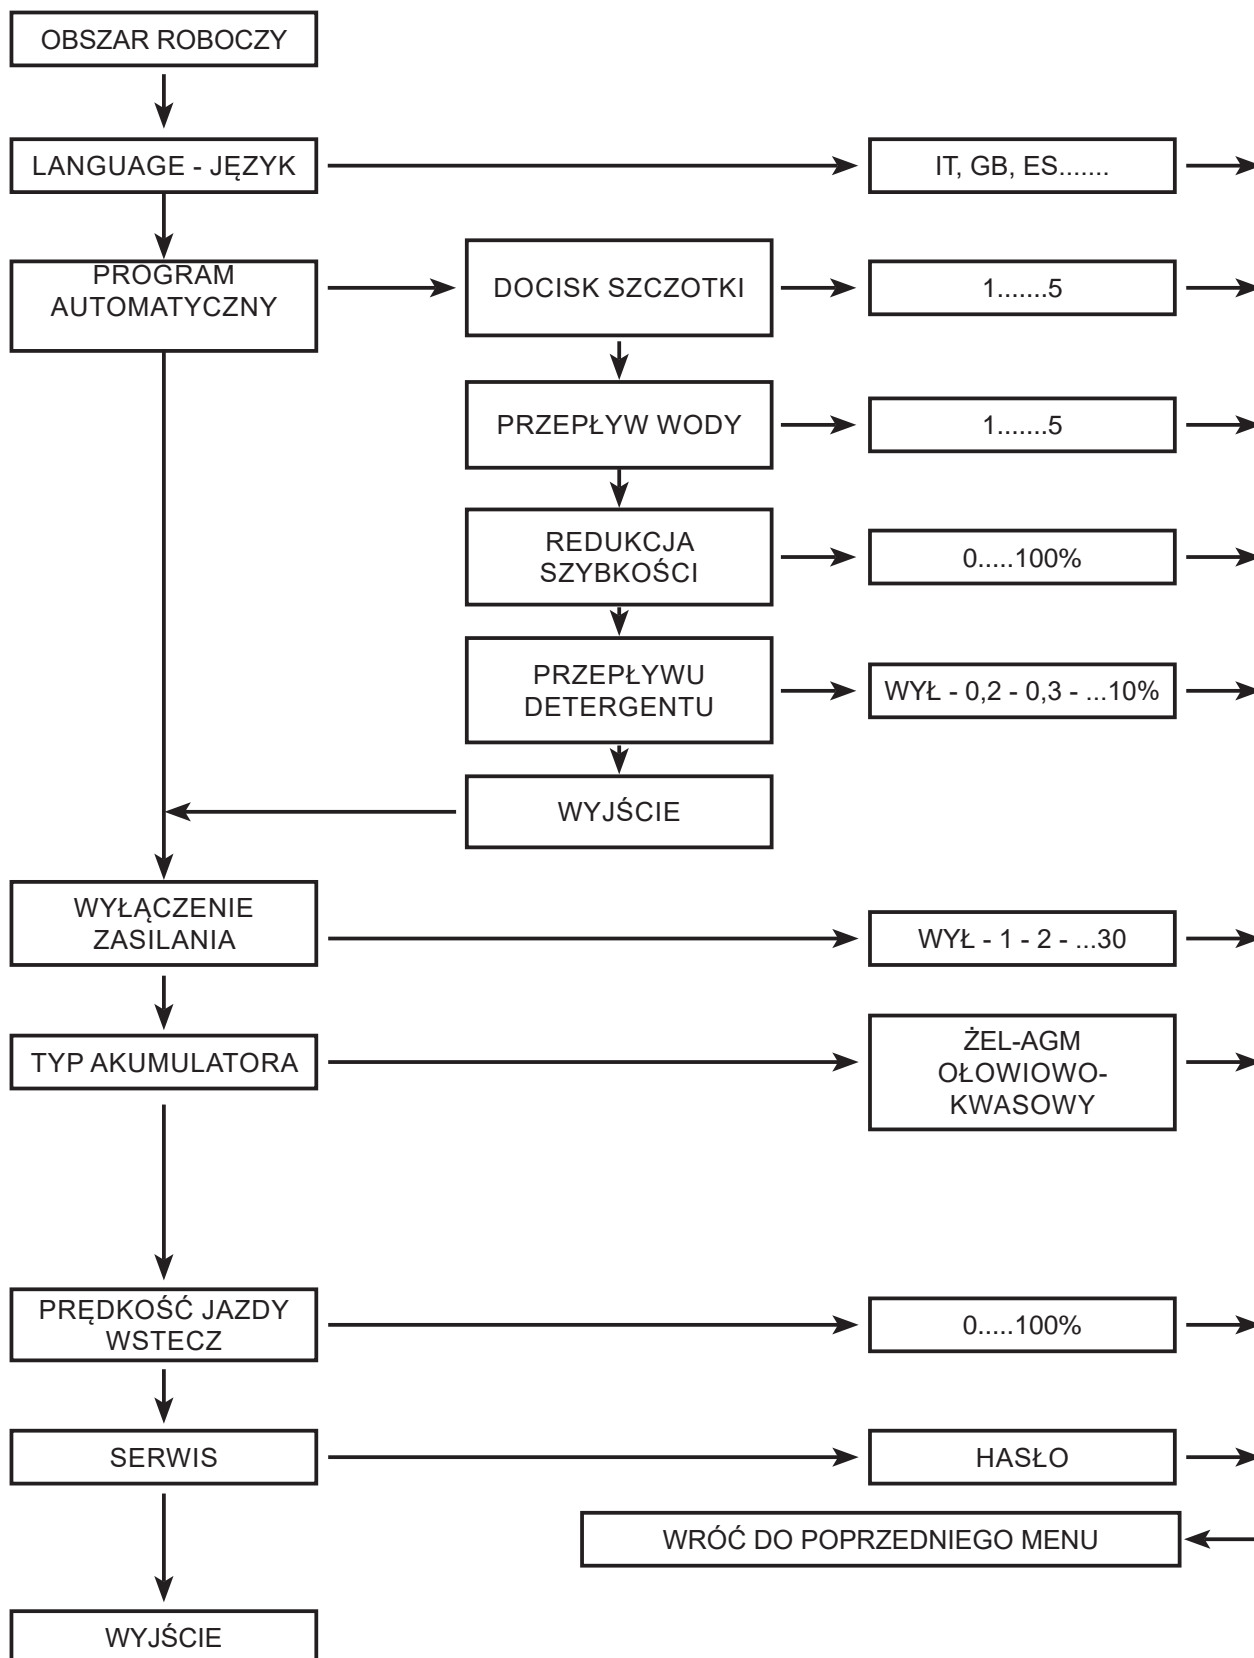 OBSZAR ROBOCZY
LANGUAGE - JĘZYK
IT, GB, ES.......
PROGRAM
AUTOMATYCZNY
DOCISK SZCZOTKI
1.......5
PRZEPŁYW WODY
1.......5
REDUKCJA
SZYBKOŚCI
0.....100%
PRZEPŁYWU
DETERGENTU
WYŁ - 0,2 - 0,3 - ...10%
WYJŚCIE
WYŁĄCZENIE
ZASILANIA
WYŁ - 1 - 2 - ...30
TYP AKUMULATORA
ŻEL-AGM
OŁOWIOWO-
KWASOWY
PRĘDKOŚĆ JAZDY
WSTECZ
0.....100%
SERWIS
HASŁO
WRÓĆ DO POPRZEDNIEGO MENU
WYJŚCIE